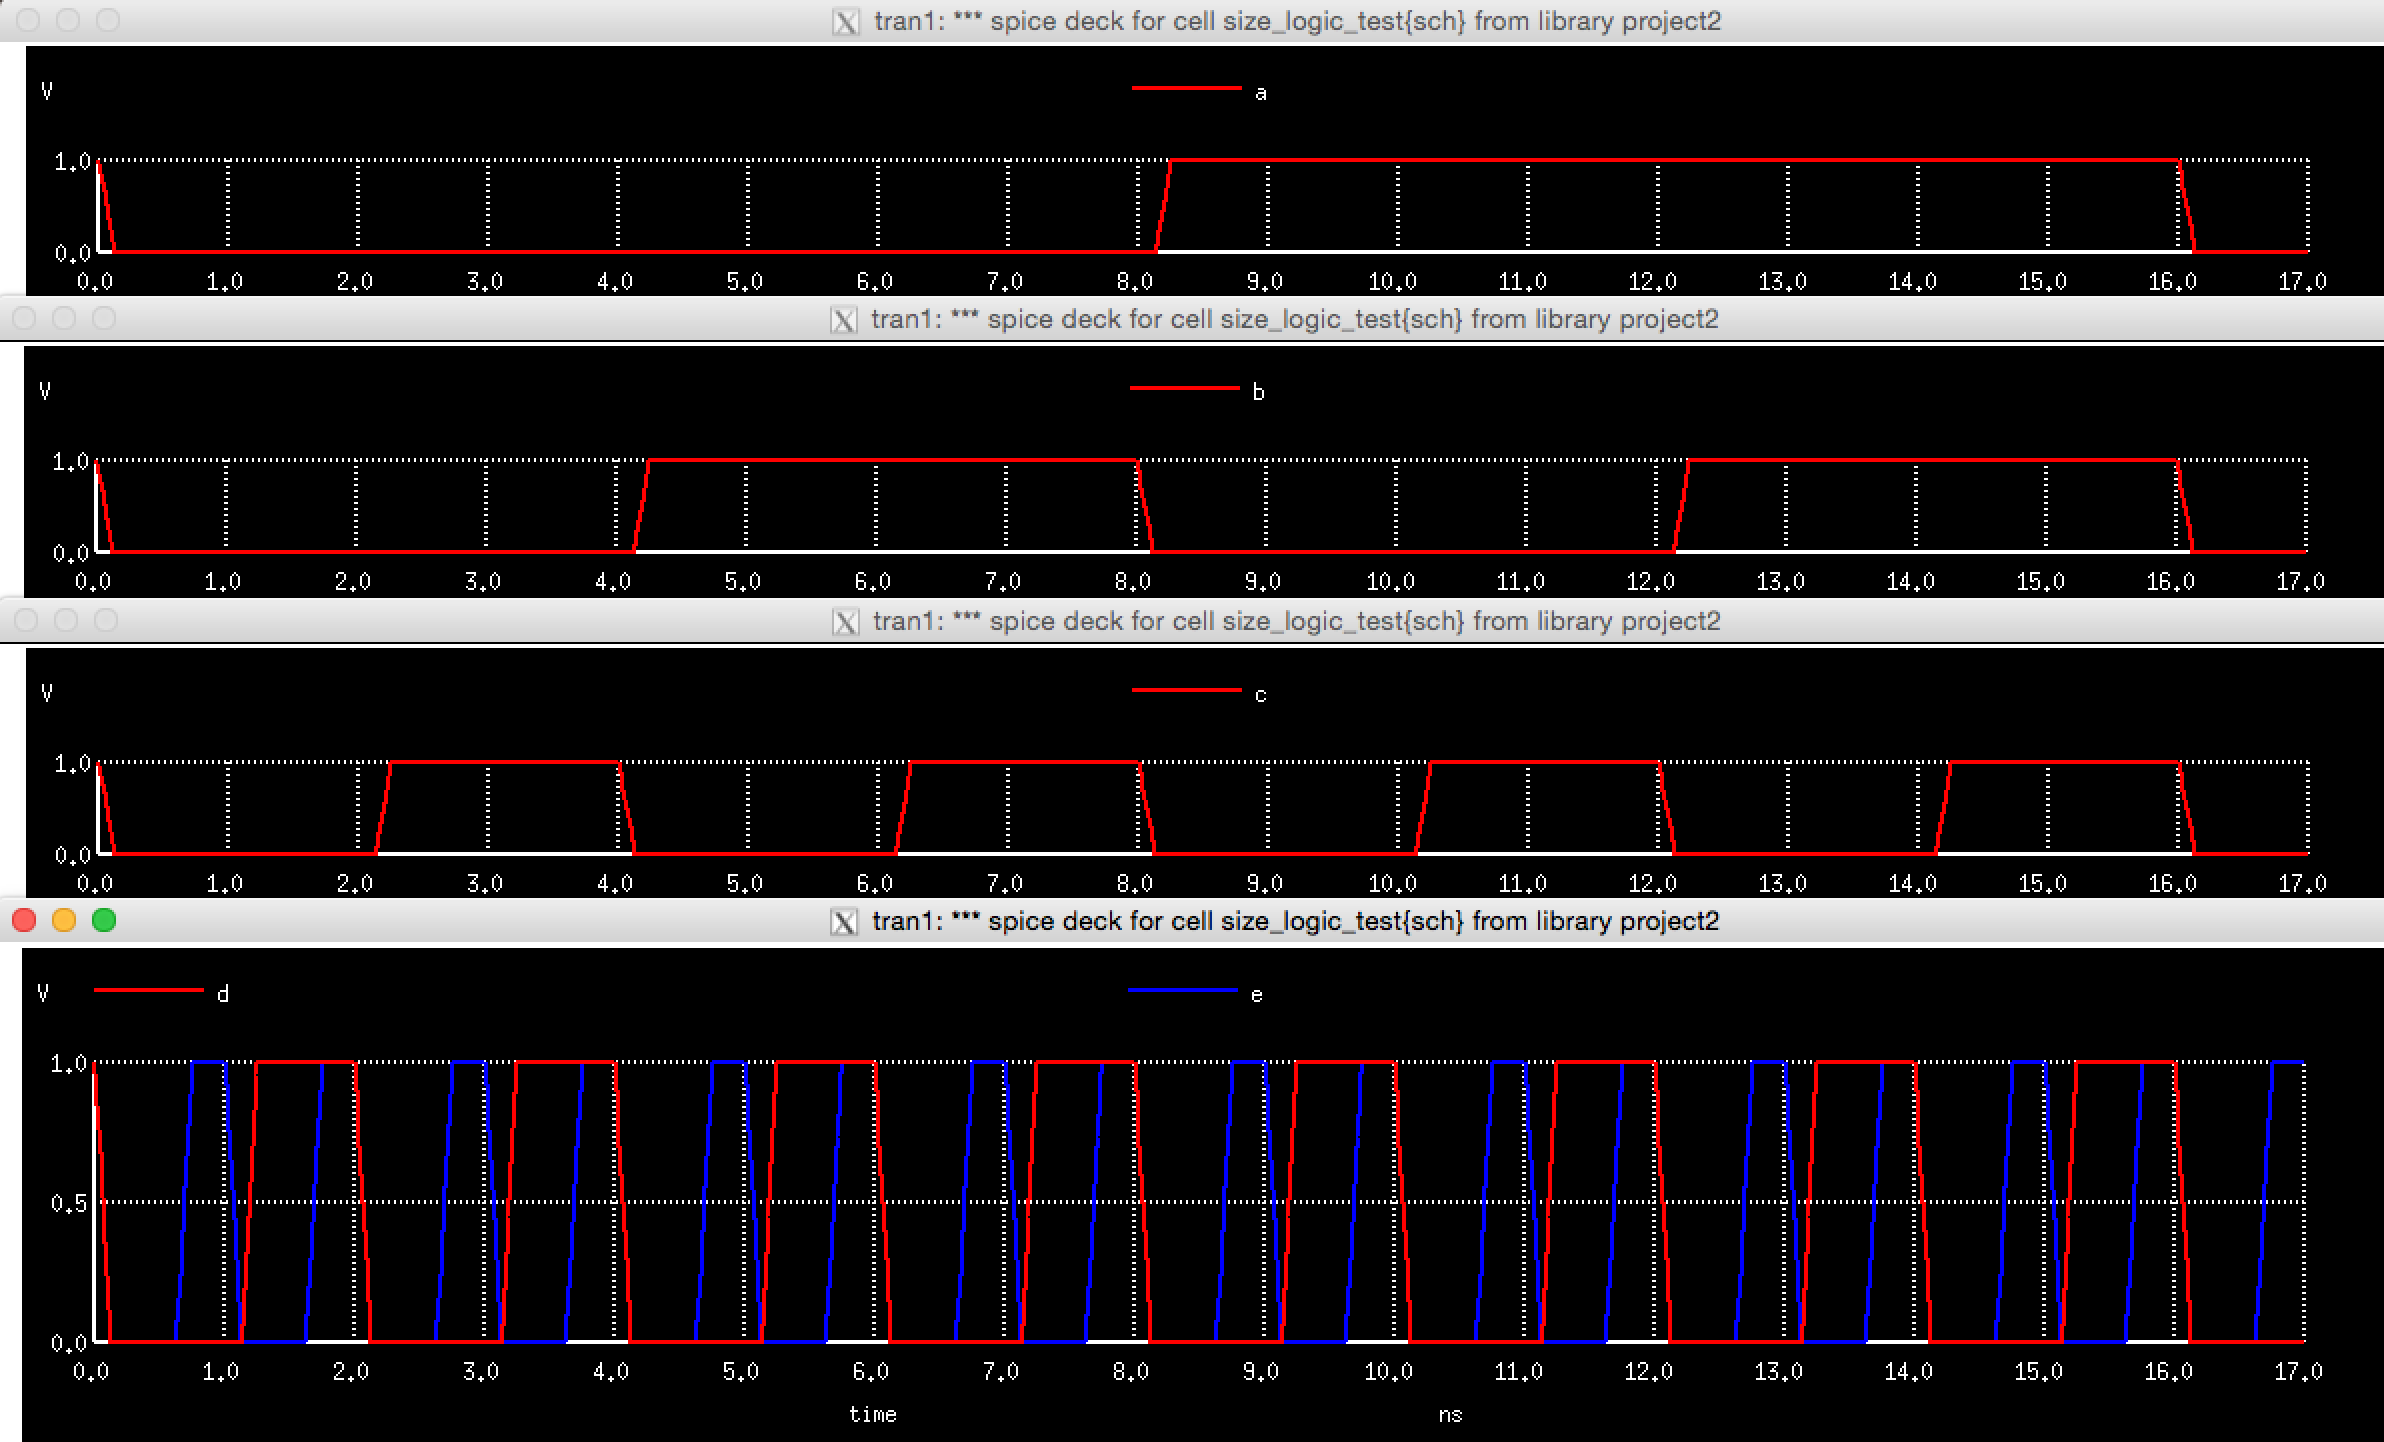 tran1: *** spice deck for cell size_logic_test{sch} from library project2
V a
1.0
0.0
0.0 1.0 2.0 3.0 4.0 5.0 6.0 7.0 8.0 9.0 10.0 11.0 12.0 13.0 14.0 15.0 16.0 17.0
tran1: *** spice deck for cell size_logic_test{sch} from library project2
V b
1.0
0.0
0.0 1.0 2.0 3.0 4.0 5.0 6.0 7.0 8.0 9.0 10.0 11.0 12.0 13.0 14.0 15.0 16.0 17.0
tran1: *** spice deck for cell size_logic_test{sch} from library project2
V c
1.0
0.0
0.0 1.0 2.0 3.0 4.0 5.0 6.0 7.0 8.0 9.0 10.0 11.0 12.0 13.0 14.0 15.0 16.0 17.0
tran1: *** spice deck for cell size_logic_test{sch} from library project2
V d e
1.0
0.5
0.0
0.0 1.0 2.0 3.0 4.0 5.0 6.0 7.0 8.0 9.0 10.0 11.0 12.0 13.0 14.0 15.0 16.0 17.0
time ns